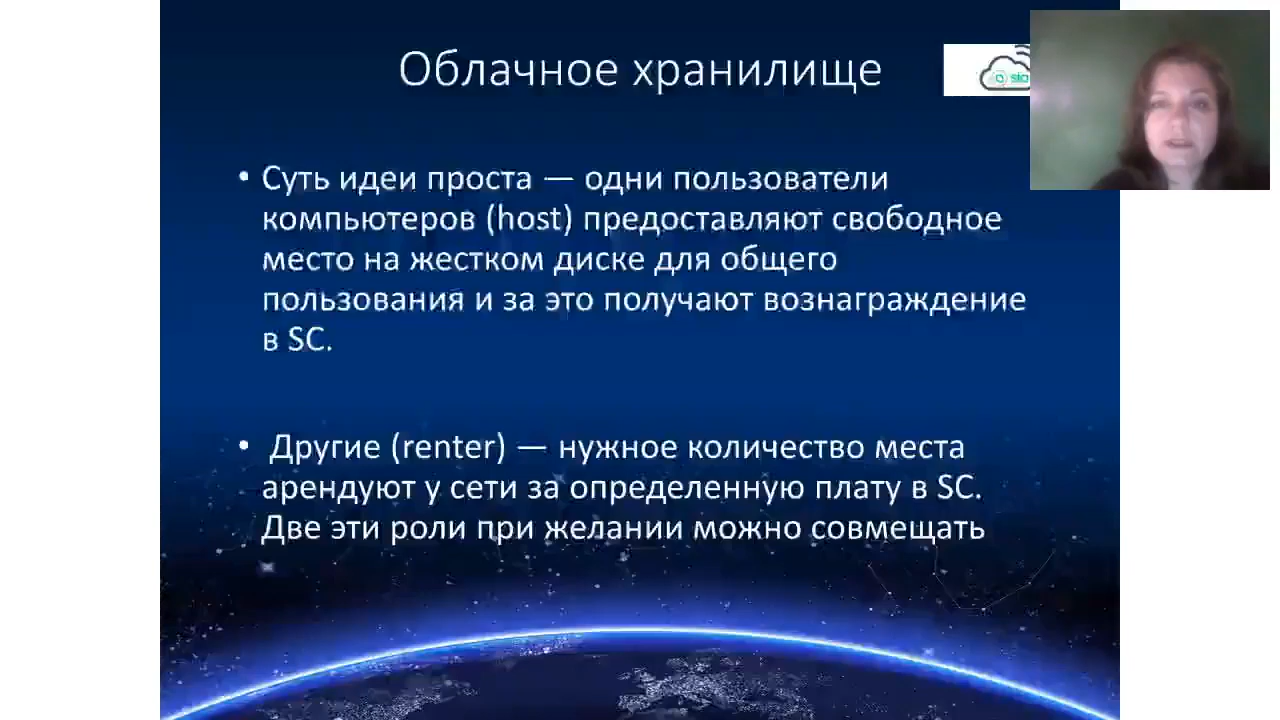 Облачное хранилище
• Суть идеи проста — одни пользователи
компьютеров (host) предоставляют свободное
место на жестком диске для общего
пользования и за это получают вознаграждение
в SC.
• Другие (renter) — нужное количество места
арендуют у сети за определенную плату в SC.
Две эти роли при желании можно совмещать